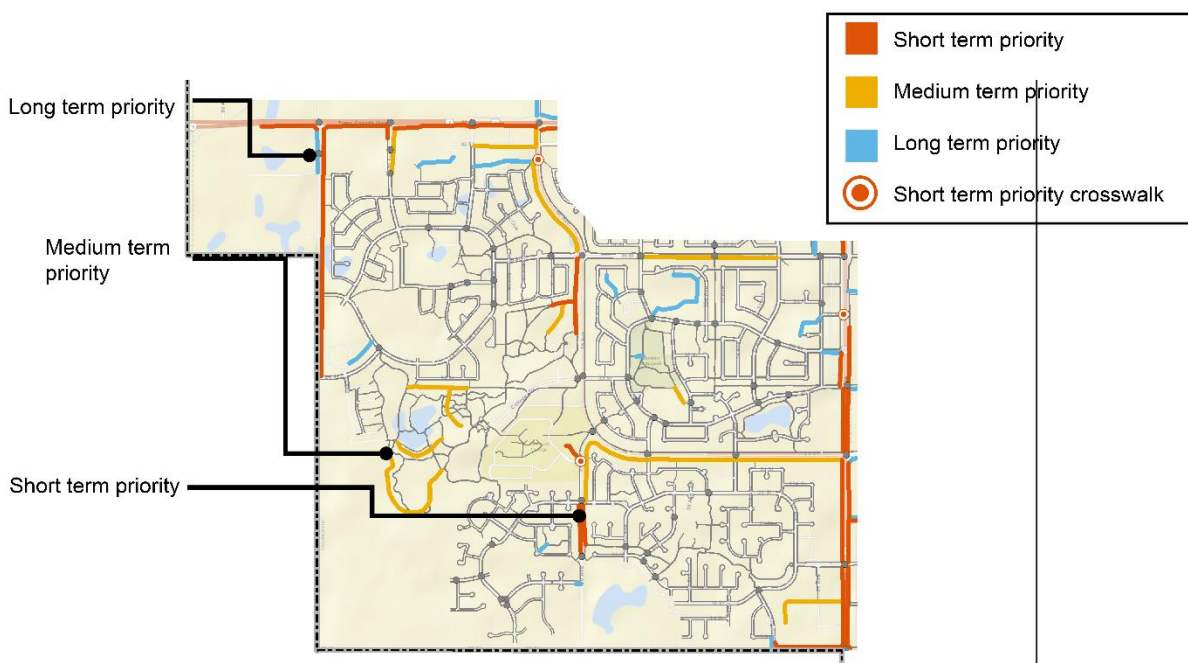 Short term priority
Medium term priority
Long term priority
Short term priority crosswalk
Long term priority
Medium term
priority
Short term priority